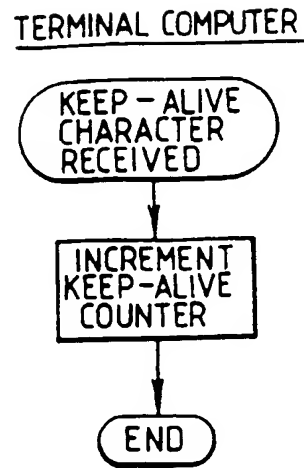 TERMINAL COMPUTER
KEEP-ALIVE
CHARACTER
RECEIVED
INCREMENT
KEEP-ALIVE
COUNTER
END